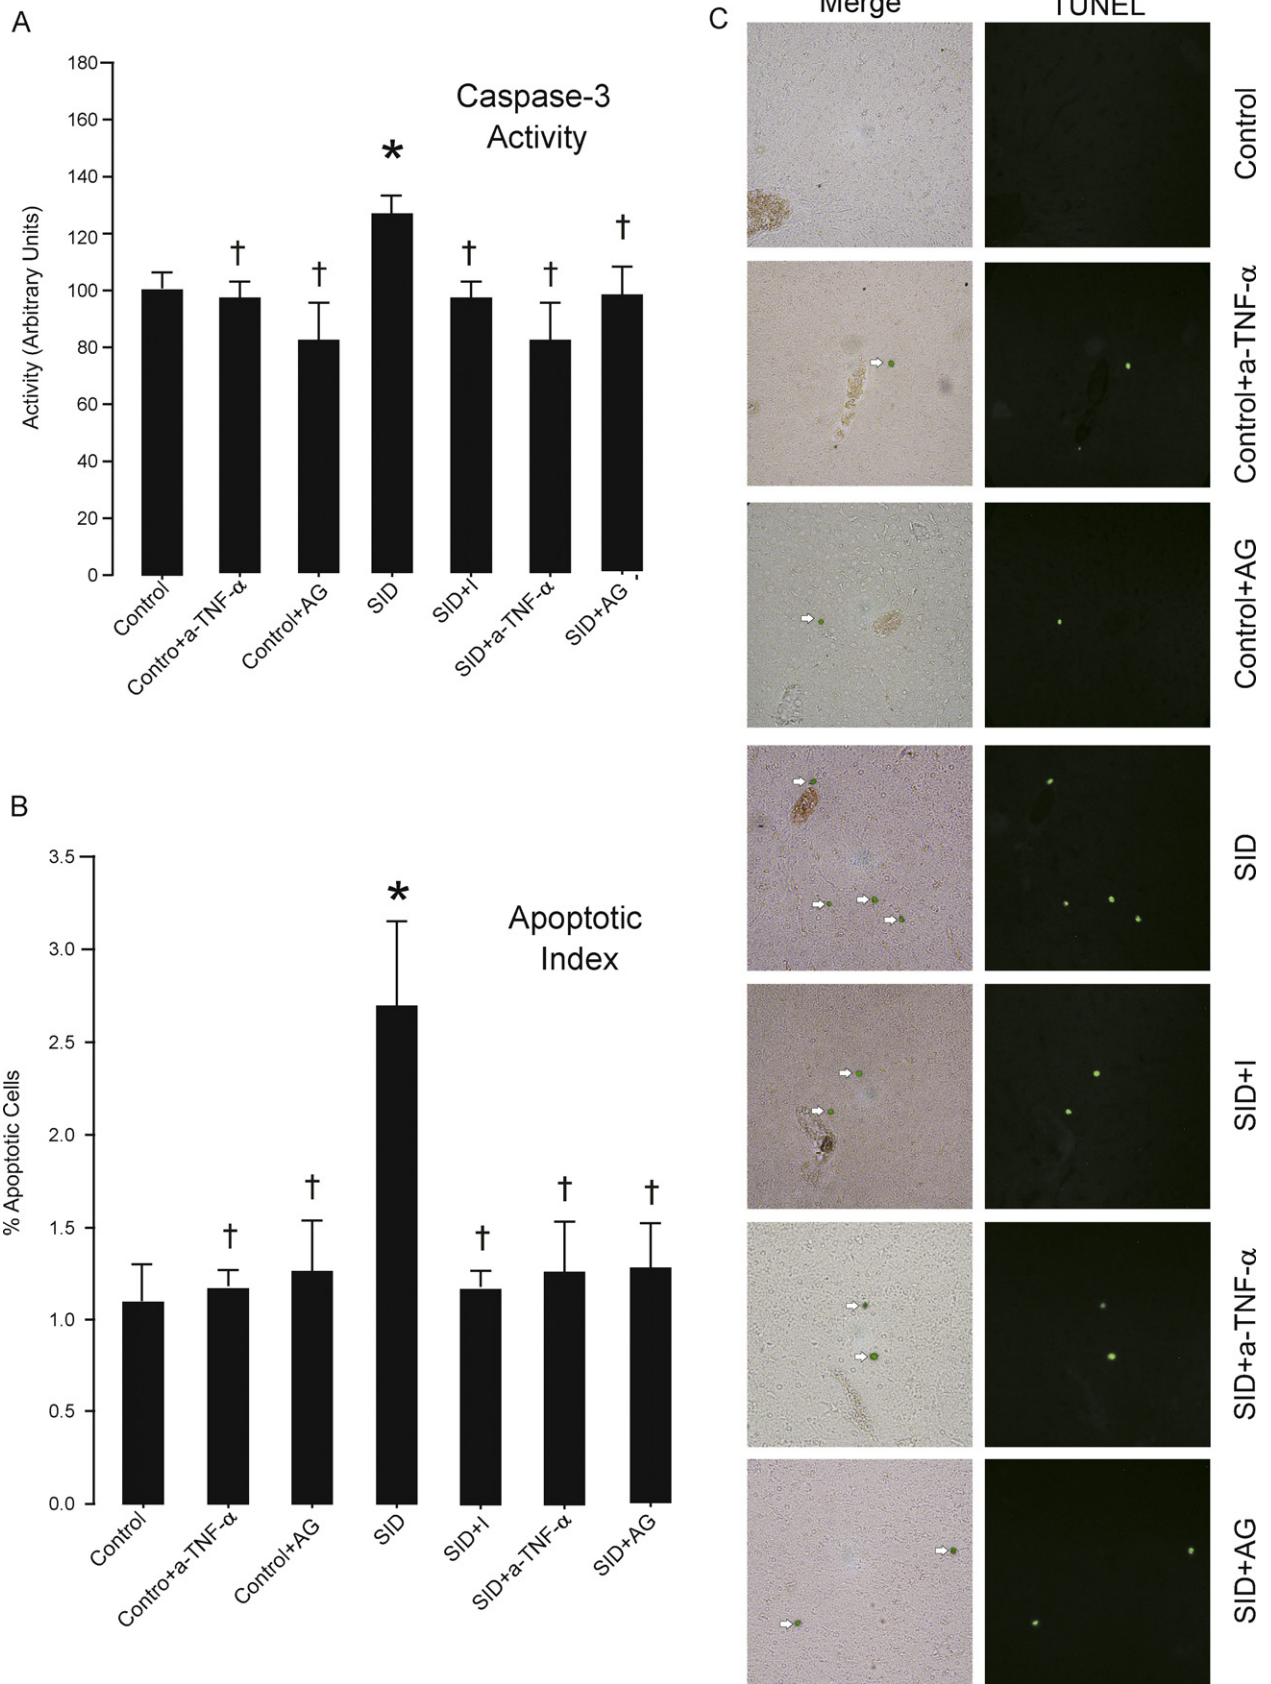 A
Caspase-3
Activity
Activity (Arbitrary Units)
180
160
140
120
100
80
60
40
20
0
*
†
†
†
†
†
Control
Contro+a-TNF-α
Control+AG
SID
SID+I
SID+a-TNF-α
SID+AG
B
Apoptotic
Index
% Apoptotic Cells
3.5
3.0
2.5
2.0
1.5
1.0
0.5
0.0
*
†
†
†
†
†
Control
Contro+a-TNF-α
Control+AG
SID
SID+I
SID+a-TNF-α
SID+AG
C
Merge
TUNEL
Control
Control+a-TNF-α
Control+AG
SID
SID+I
SID+a-TNF-α
SID+AG